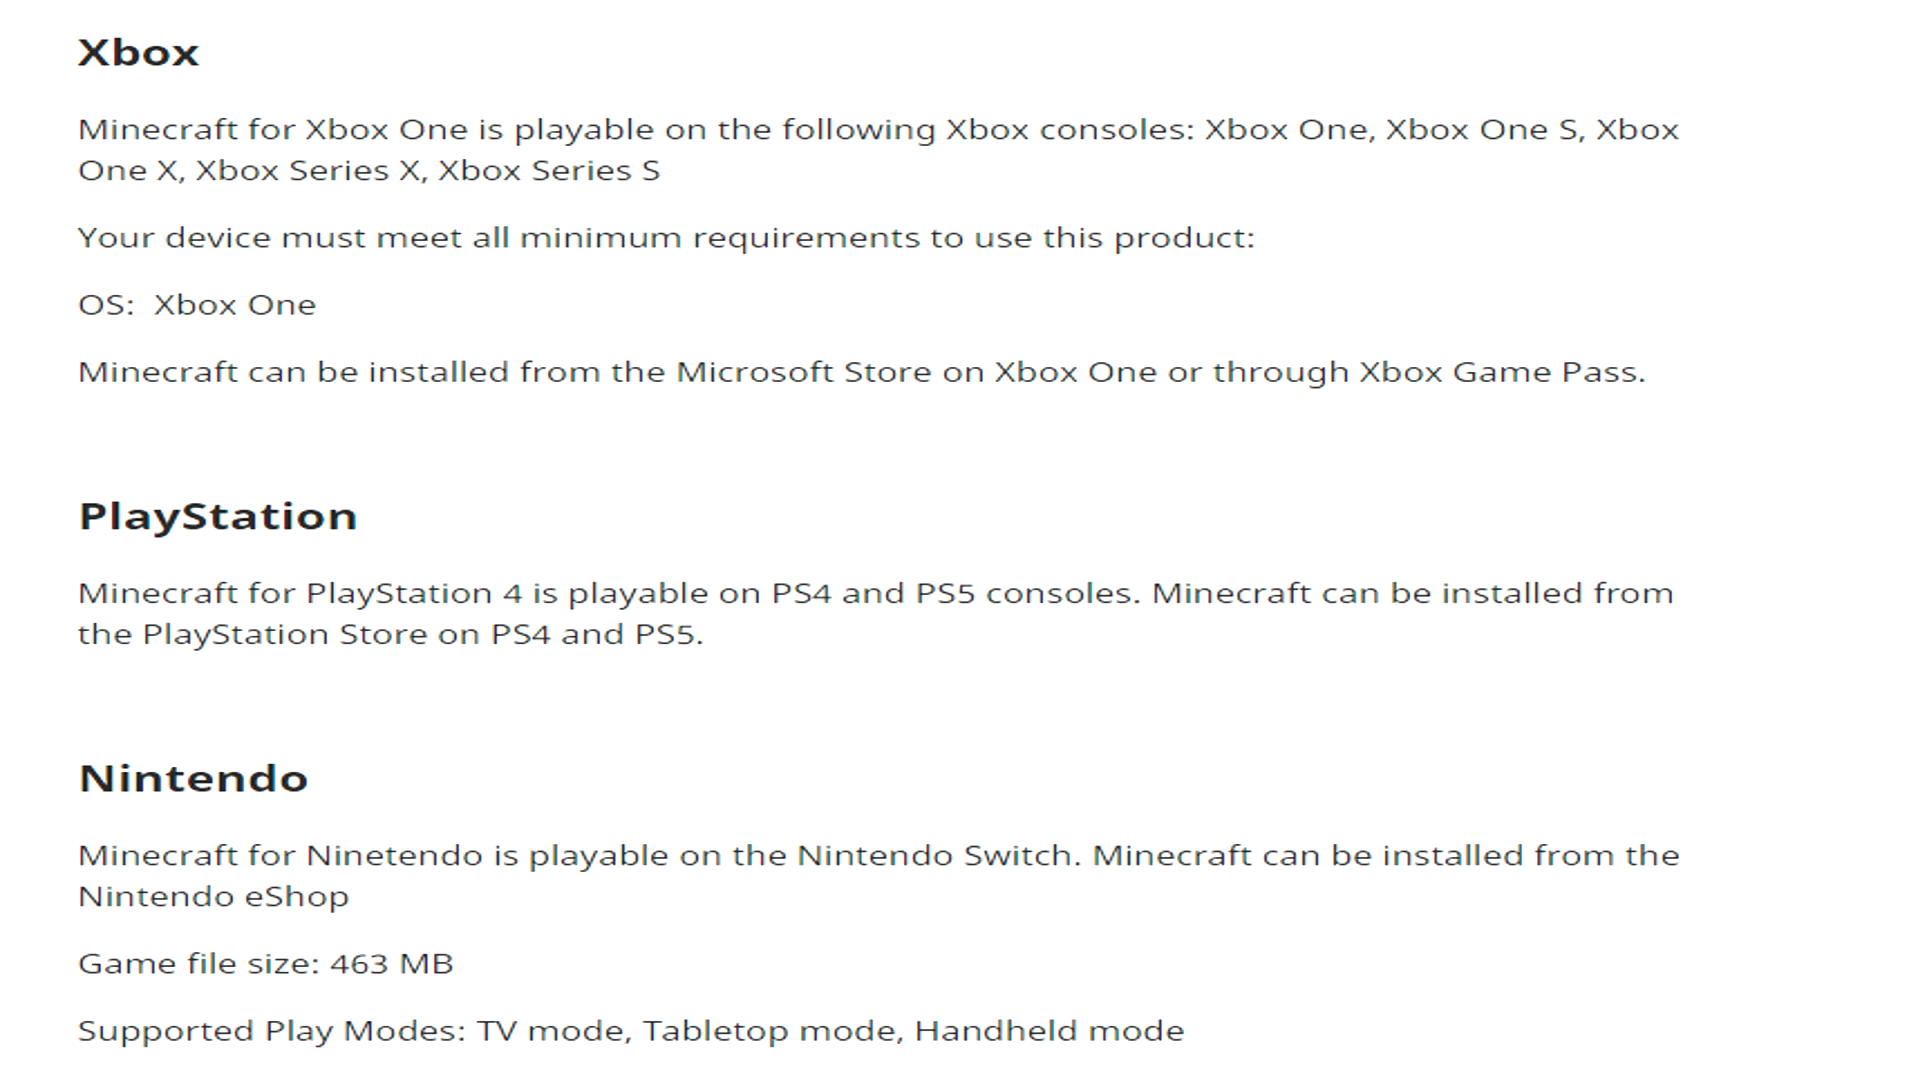 Xbox
Minecraft for Xbox One is playable on the following Xbox consoles: Xbox One, Xbox One S, Xbox
One X, Xbox Series X, Xbox Series S
Your device must meet all minimum requirements to use this product:
OS:  Xbox One
Minecraft can be installed from the Microsoft Store on Xbox One or through Xbox Game Pass.
PlayStation
Minecraft for PlayStation 4 is playable on PS4 and PS5 consoles. Minecraft can be installed from
the PlayStation Store on PS4 and PS5.
Nintendo
Minecraft for Ninetendo is playable on the Nintendo Switch. Minecraft can be installed from the
Nintendo eShop
Game file size: 463 MB
Supported Play Modes: TV mode, Tabletop mode, Handheld mode